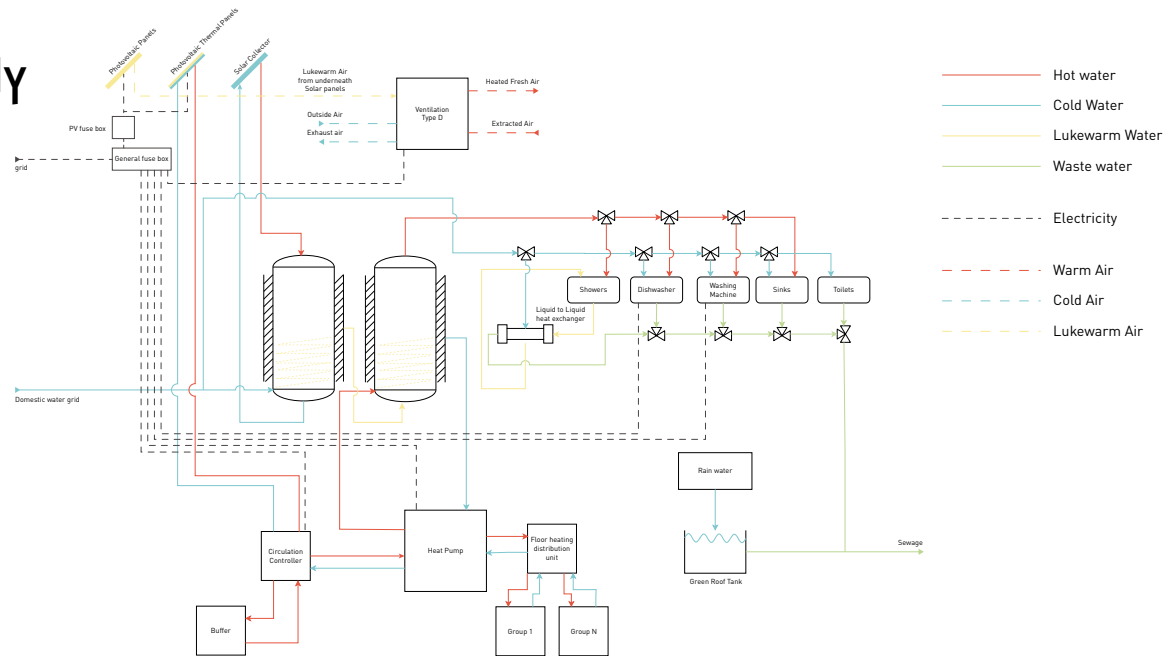 Y
Photovoltaic Panels
Photovoltaic Thermal Panels
Solar Collector
Lukewarm Air
from underneath
Solar panels
Ventilation
Type D
Heated Fresh Air
Outside Air
Exhaust air
Extracted Air
PV fuse box
General fuse box
grid
Hot water
Cold Water
Lukewarm Water
Waste water
Electricity
Warm Air
Cold Air
Lukewarm Air
Showers
Dishwasher
Washing
Machine
Sinks
Toilets
Liquid to Liquid
heat exchanger
Domestic water grid
Rain water
Green Roof Tank
Sewage
Circulation
Controller
Heat Pump
Floor heating
distribution
unit
Buffer
Group 1
Group N